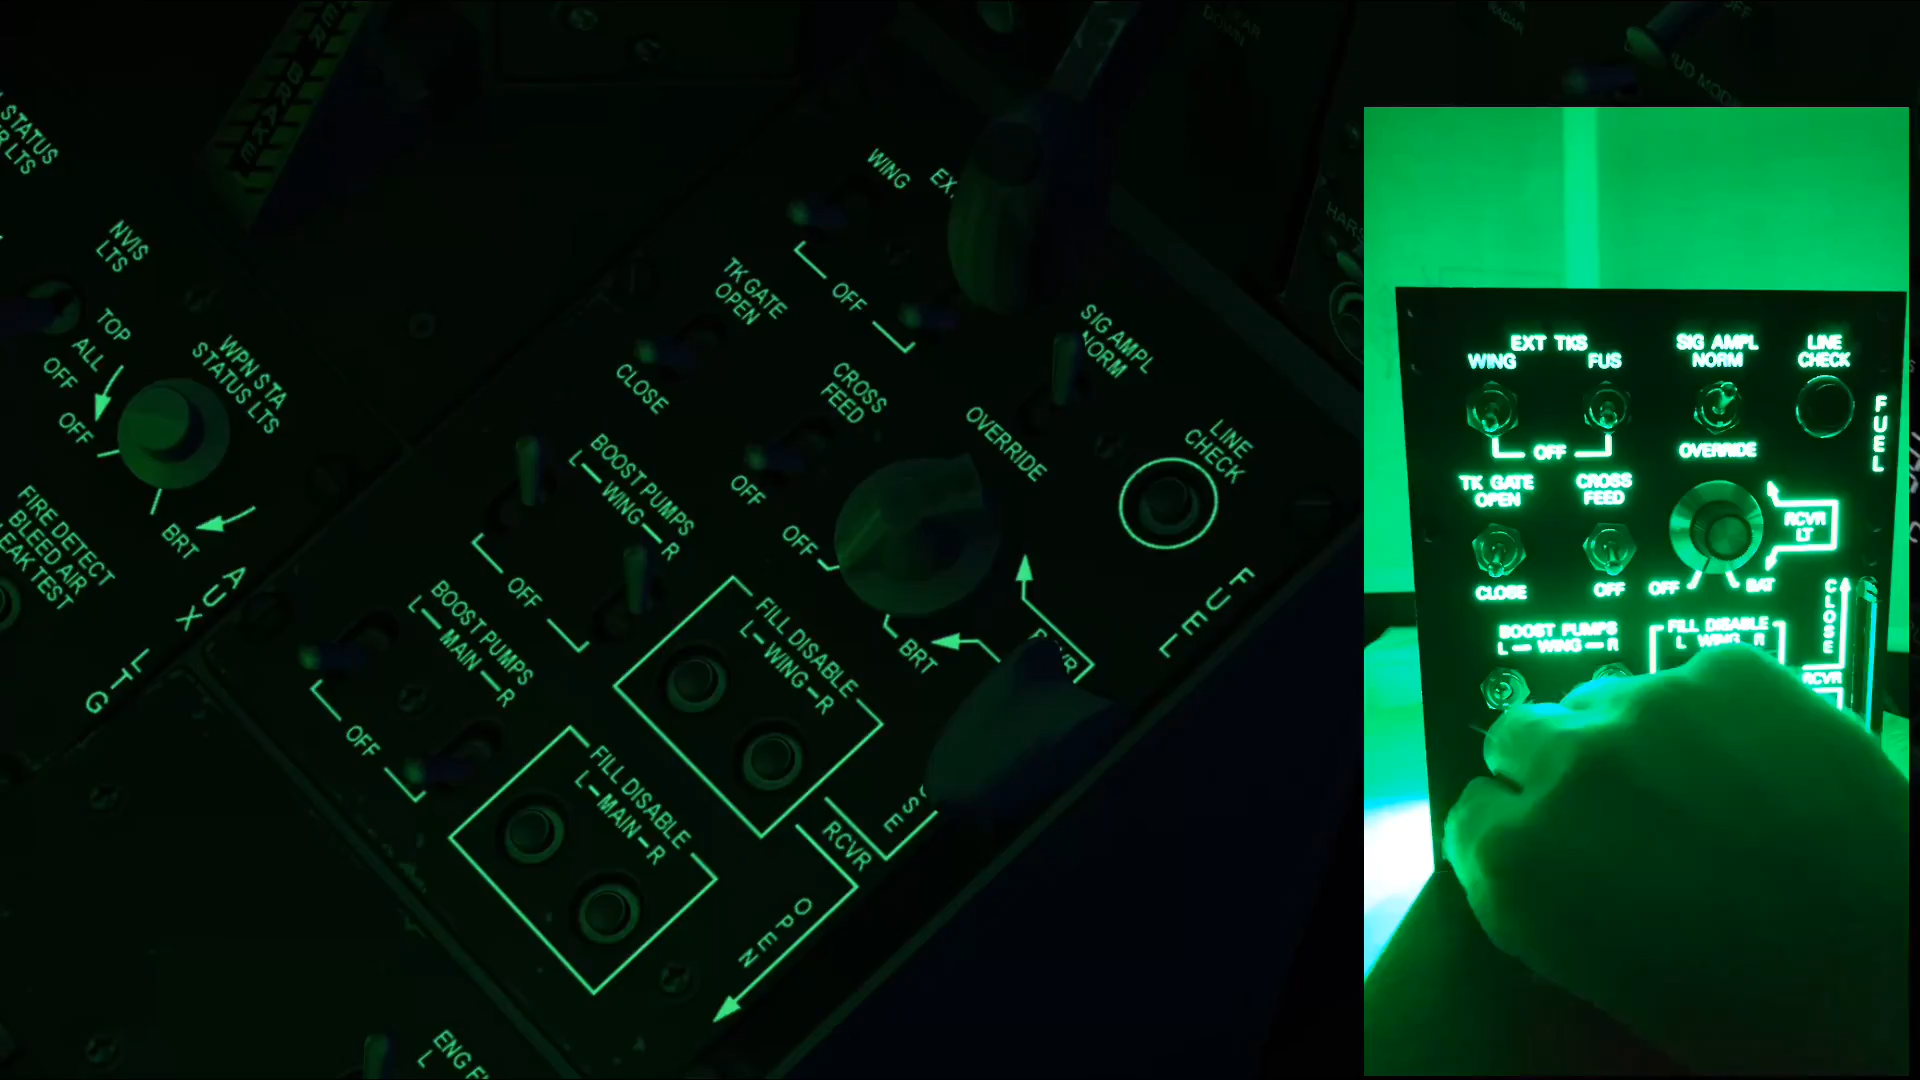 STATUS
LTS
NVIS
LTS
TOP
ALL
OFF
OFF
BRT
WPN STA
STATUS LTS
FIRE DETECT
BLEED AIR
LEAK TEST
AUX LTG
WING
OFF
TK GATE
OPEN
CLOSE
CROSS
FEED
OFF
SIG AMPL
NORM
OVERRIDE
LINE
CHECK
FUEL
BOOST PUMPS
L WING R
OFF
OFF
BRT
BOOST PUMPS
L MAIN R
OFF
FILL DISABLE
L WING R
FILL DISABLE
L MAIN R
RCVR
OPEN
ENG
L
EXT TKS
WING FUS
OFF
SIG AMPL
NORM
OVERRIDE
LINE
CHECK
FUEL
TK GATE
OPEN
CLOSE
CROSS
FEED
OFF
OFF
BAT
RCVR
LT
CLOSE
RCVR
BOOST PUMPS
L WING R
FILL DISABLE
L WING R